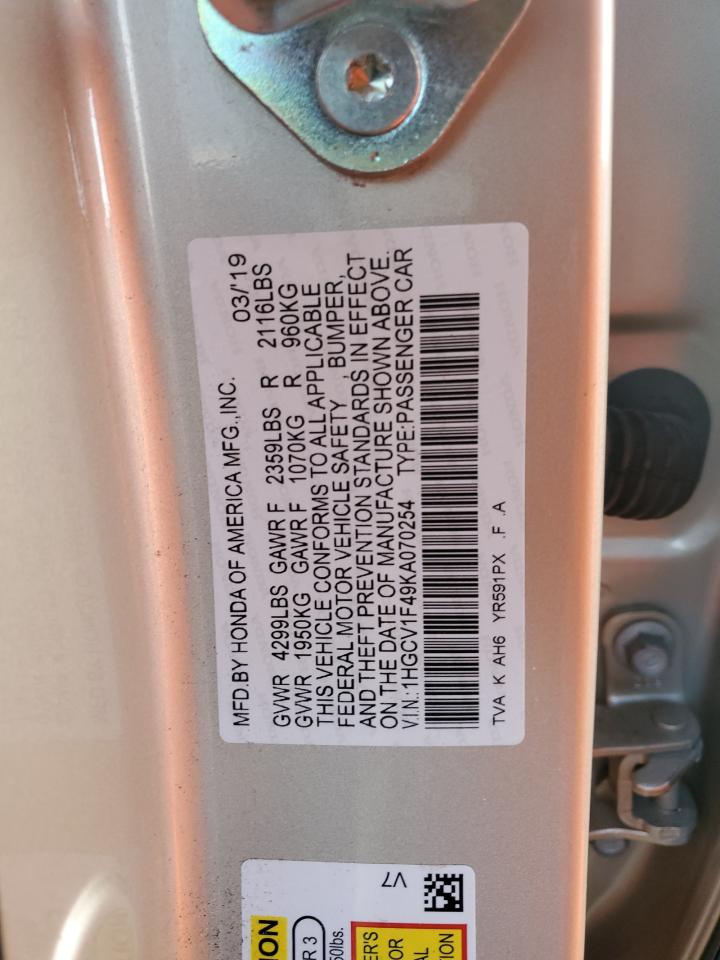 MFD.BY HONDA OF AMERICA MFG.,INC. 03/'19
GVWR 4299LBS GAWR F 2359LBS R 2116LBS
GVWR 1950KG GAWR F 1070KG R 960KG
THIS VEHICLE CONFORMS TO ALL APPLICABLE
FEDERAL MOTOR VEHICLE SAFETY , BUMPER,
AND THEFT PREVENTION STANDARDS IN EFFECT
ON THE DATE OF MANUFACTURE SHOWN ABOVE.
V.I.N.:1HGCV1F49KA070254 TYPE:PASSENGER CAR
TVA K AH6 YR591PX .F .A
V7